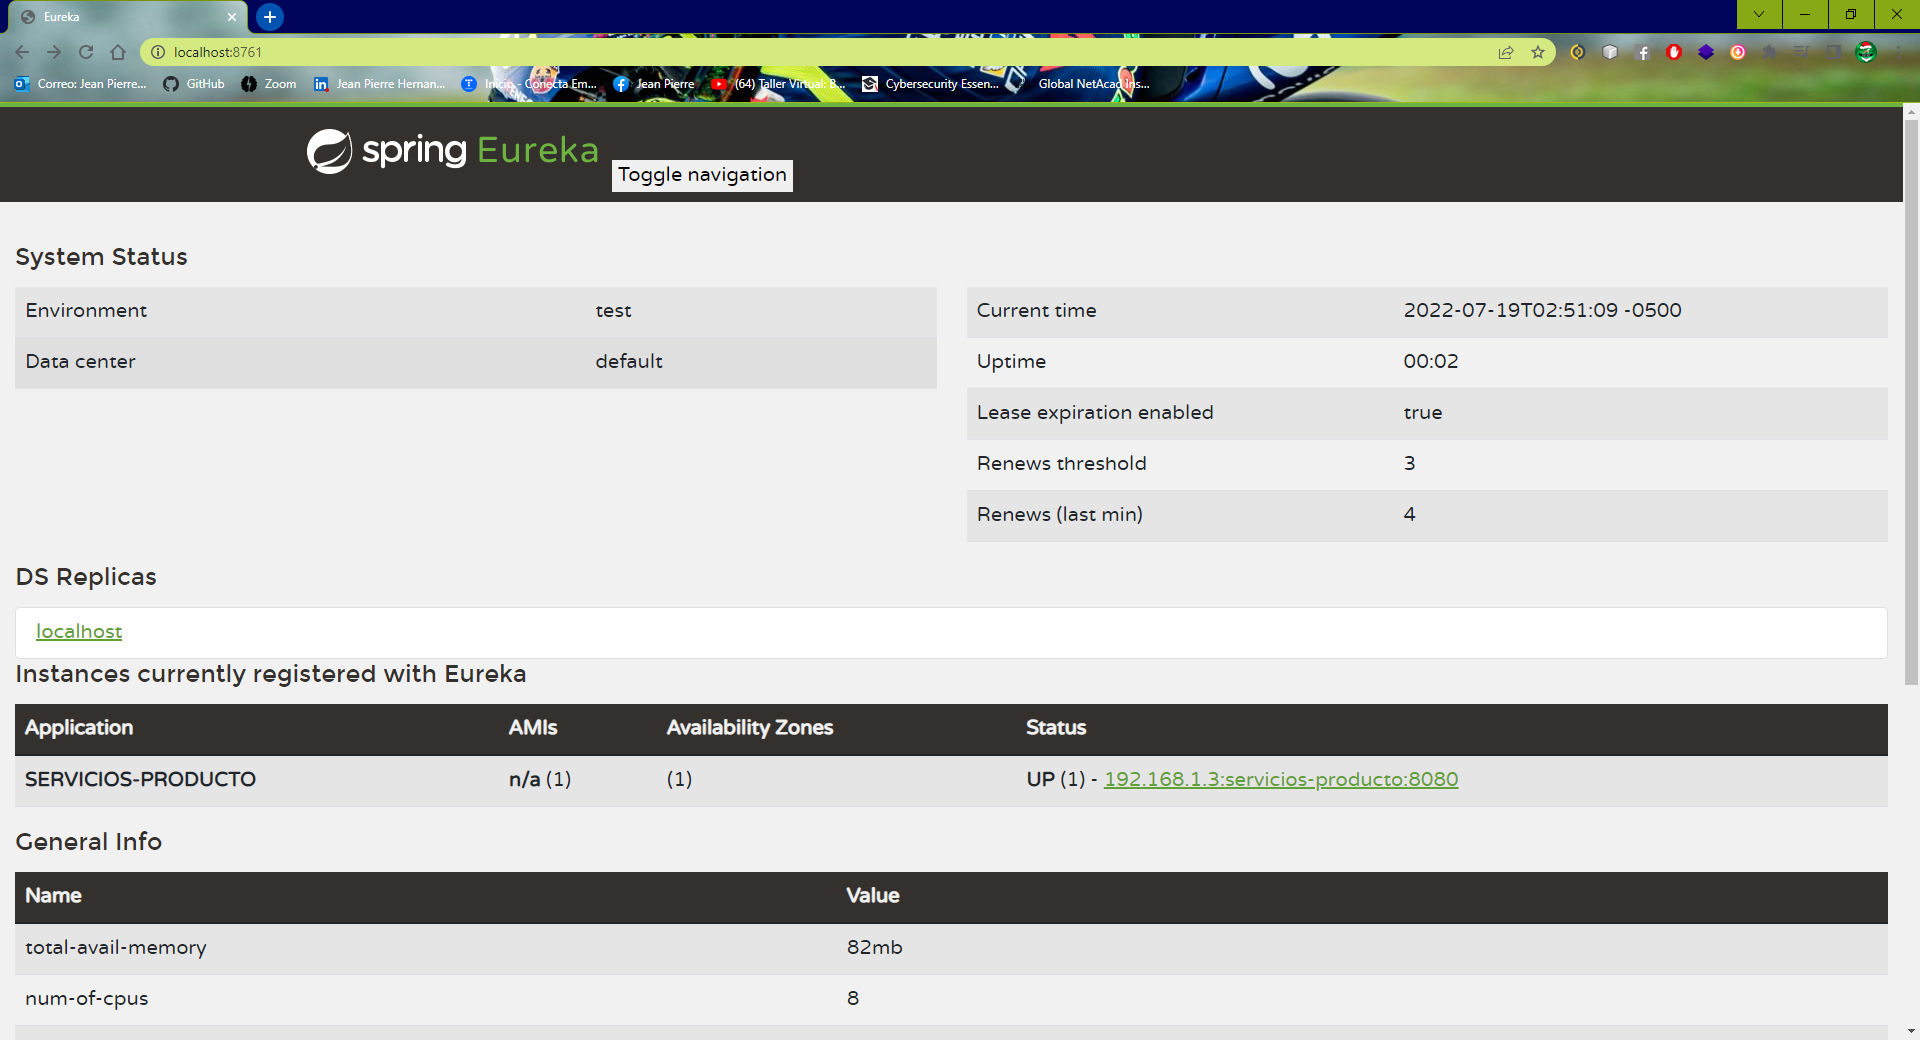 Eureka
localhost:8761
Correo: Jean Pierre... GitHub Zoom Jean Pierre Hernan... Inicio - Conecta Em... Jean Pierre (64) Taller Virtual: B... Cybersecurity Essen... Global NetAcad Ins...
spring Eureka
Toggle navigation
System Status
Environment test
Data center default
Current time 2022-07-19T02:51:09 -0500
Uptime 00:02
Lease expiration enabled true
Renews threshold 3
Renews (last min) 4
DS Replicas
localhost
Instances currently registered with Eureka
Application AMIs Availability Zones Status
SERVICIOS-PRODUCTO n/a (1) (1) UP (1) - 192.168.1.3:servicios-producto:8080
General Info
Name Value
total-avail-memory 82mb
num-of-cpus 8